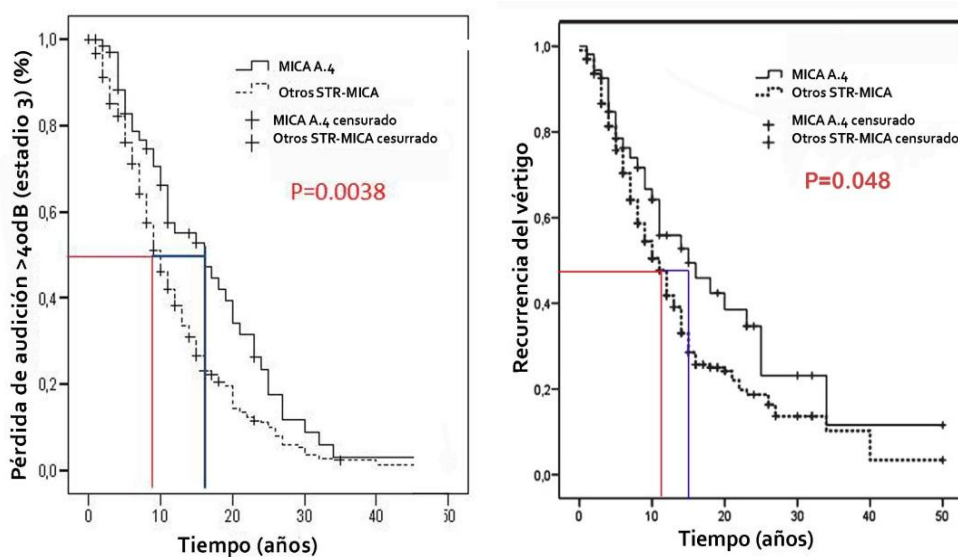 Pérdida de audición >40dB (estadio 3) (%)
1,0
0,8
0,6
0,4
0,2
0,0
MICA A.4
Otros STR-MICA
MICA A.4 censurado
Otros STR-MICA cesurrado
P=0.0038
0
10
20
30
40
50
Tiempo (años)
Recurrencia del vértigo
1,0
0,8
0,6
0,4
0,2
0,0
MICA A.4
Otros STR-MICA
MICA A.4 censurado
Otros STR-MICA censurado
P=0.048
0
10
20
30
40
50
Tiempo (años)